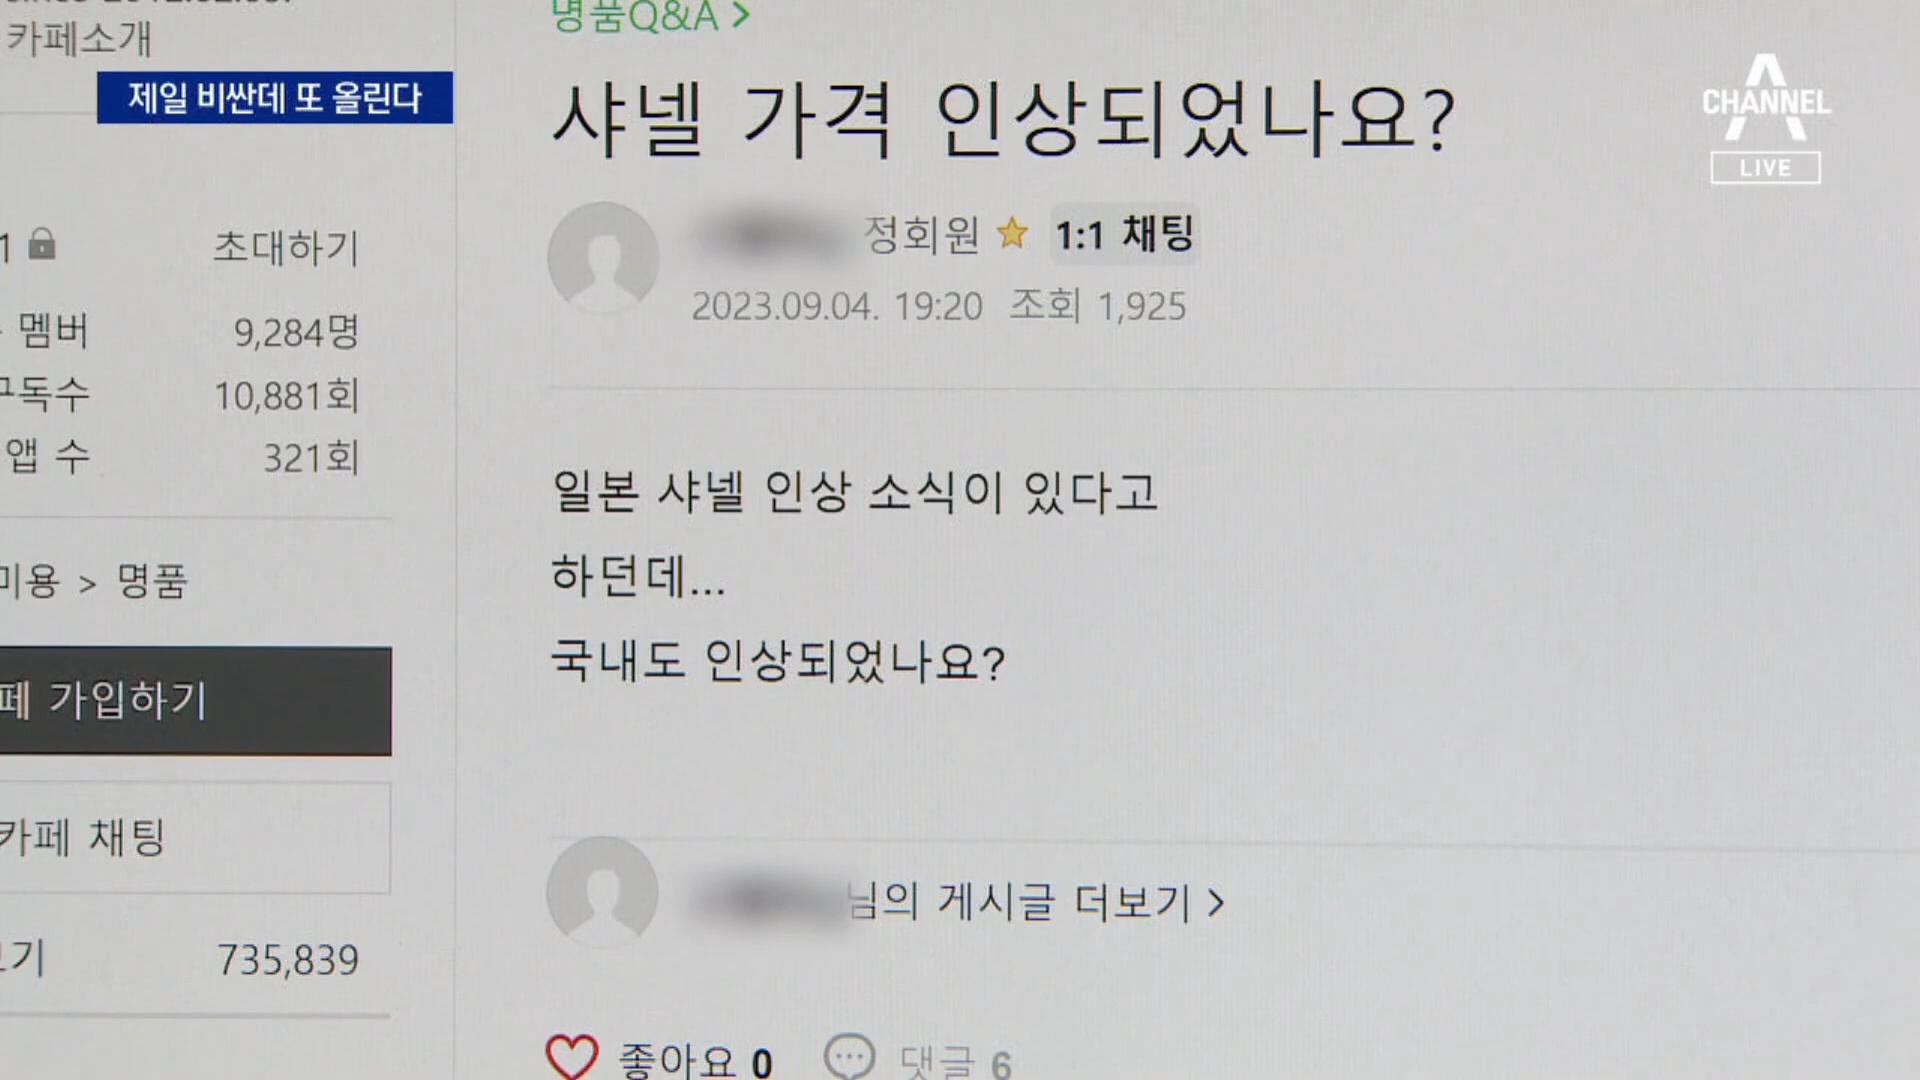 카페소개
제일 비싼데 또 올린다
초대하기
멤버 9,284명
구독수 10,881회
앱 수 321회
미용 > 명품
가입하기
카페 채팅
735,839
명품Q&A >
샤넬 가격 인상되었나요?
정회원 1:1 채팅
2023.09.04. 19:20 조회 1,925
일본 샤넬 인상 소식이 있다고
하던데...
국내도 인상되었나요?
님의 게시글 더보기 >
좋아요 0 댓글 6
CHANNEL A
LIVE